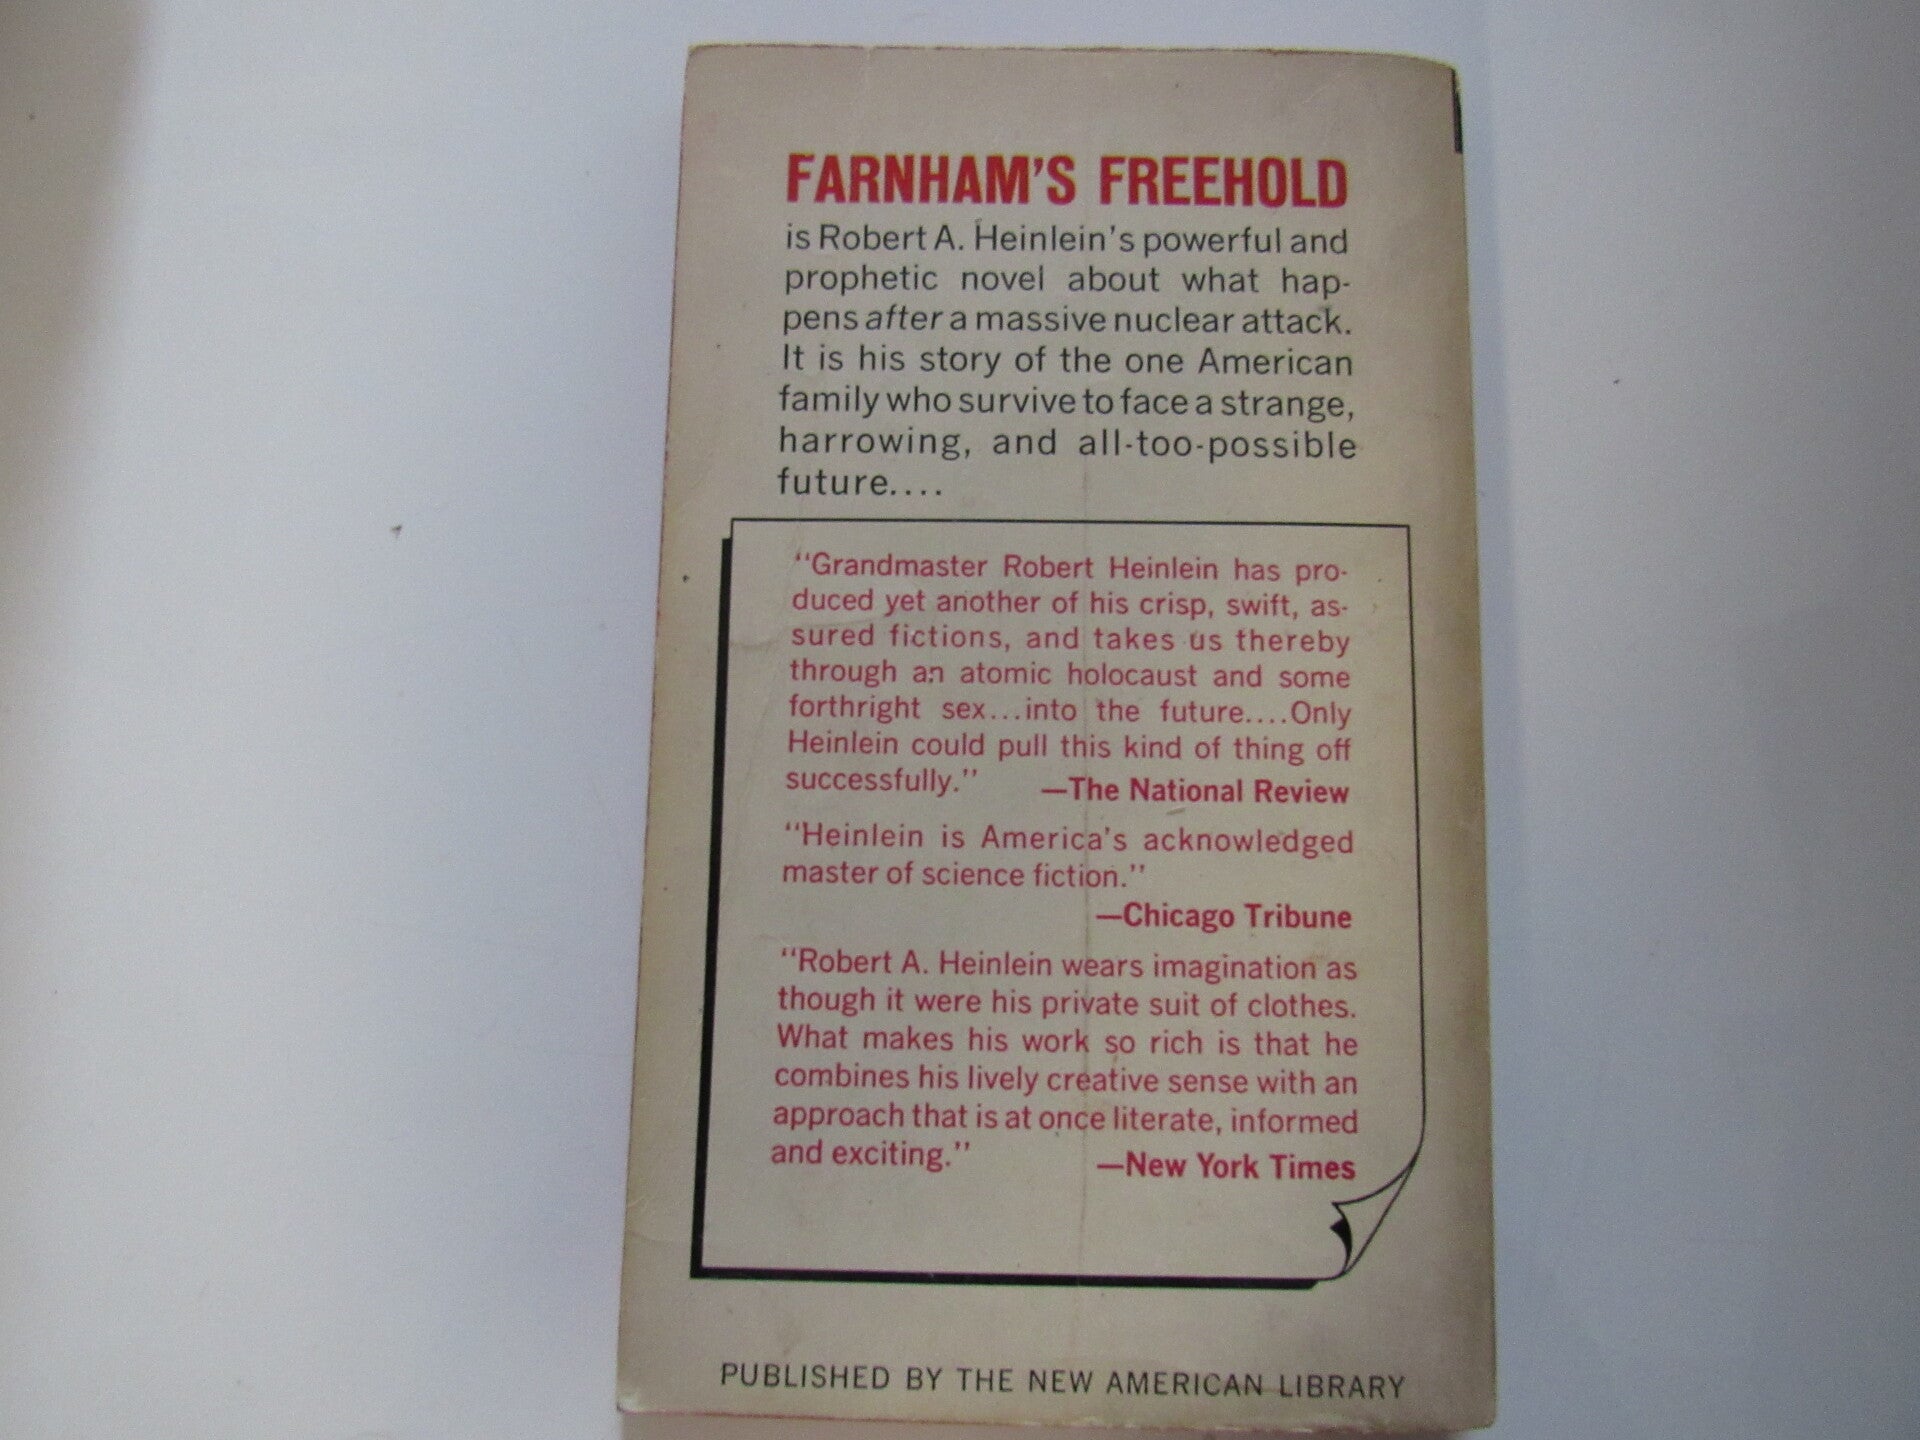 FARNHAM'S FREEHOLD
is Robert A. Heinlein's powerful and
prophetic novel about what hap-
pens after a massive nuclear attack.
It is his story of the one American
family who survive to face a strange,
harrowing, and all-too-possible
future....
"Grandmaster Robert Heinlein has pro-
duced yet another of his crisp, swift, as-
sured fictions, and takes us thereby
through an atomic holocaust and some
forthright sex...into the future....Only
Heinlein could pull this kind of thing off
successfully." —The National Review
"Heinlein is America's acknowledged
master of science fiction."
—Chicago Tribune
"Robert A. Heinlein wears imagination as
though it were his private suit of clothes.
What makes his work so rich is that he
combines his lively creative sense with an
approach that is at once literate, informed
and exciting." —New York Times
PUBLISHED BY THE NEW AMERICAN LIBRARY